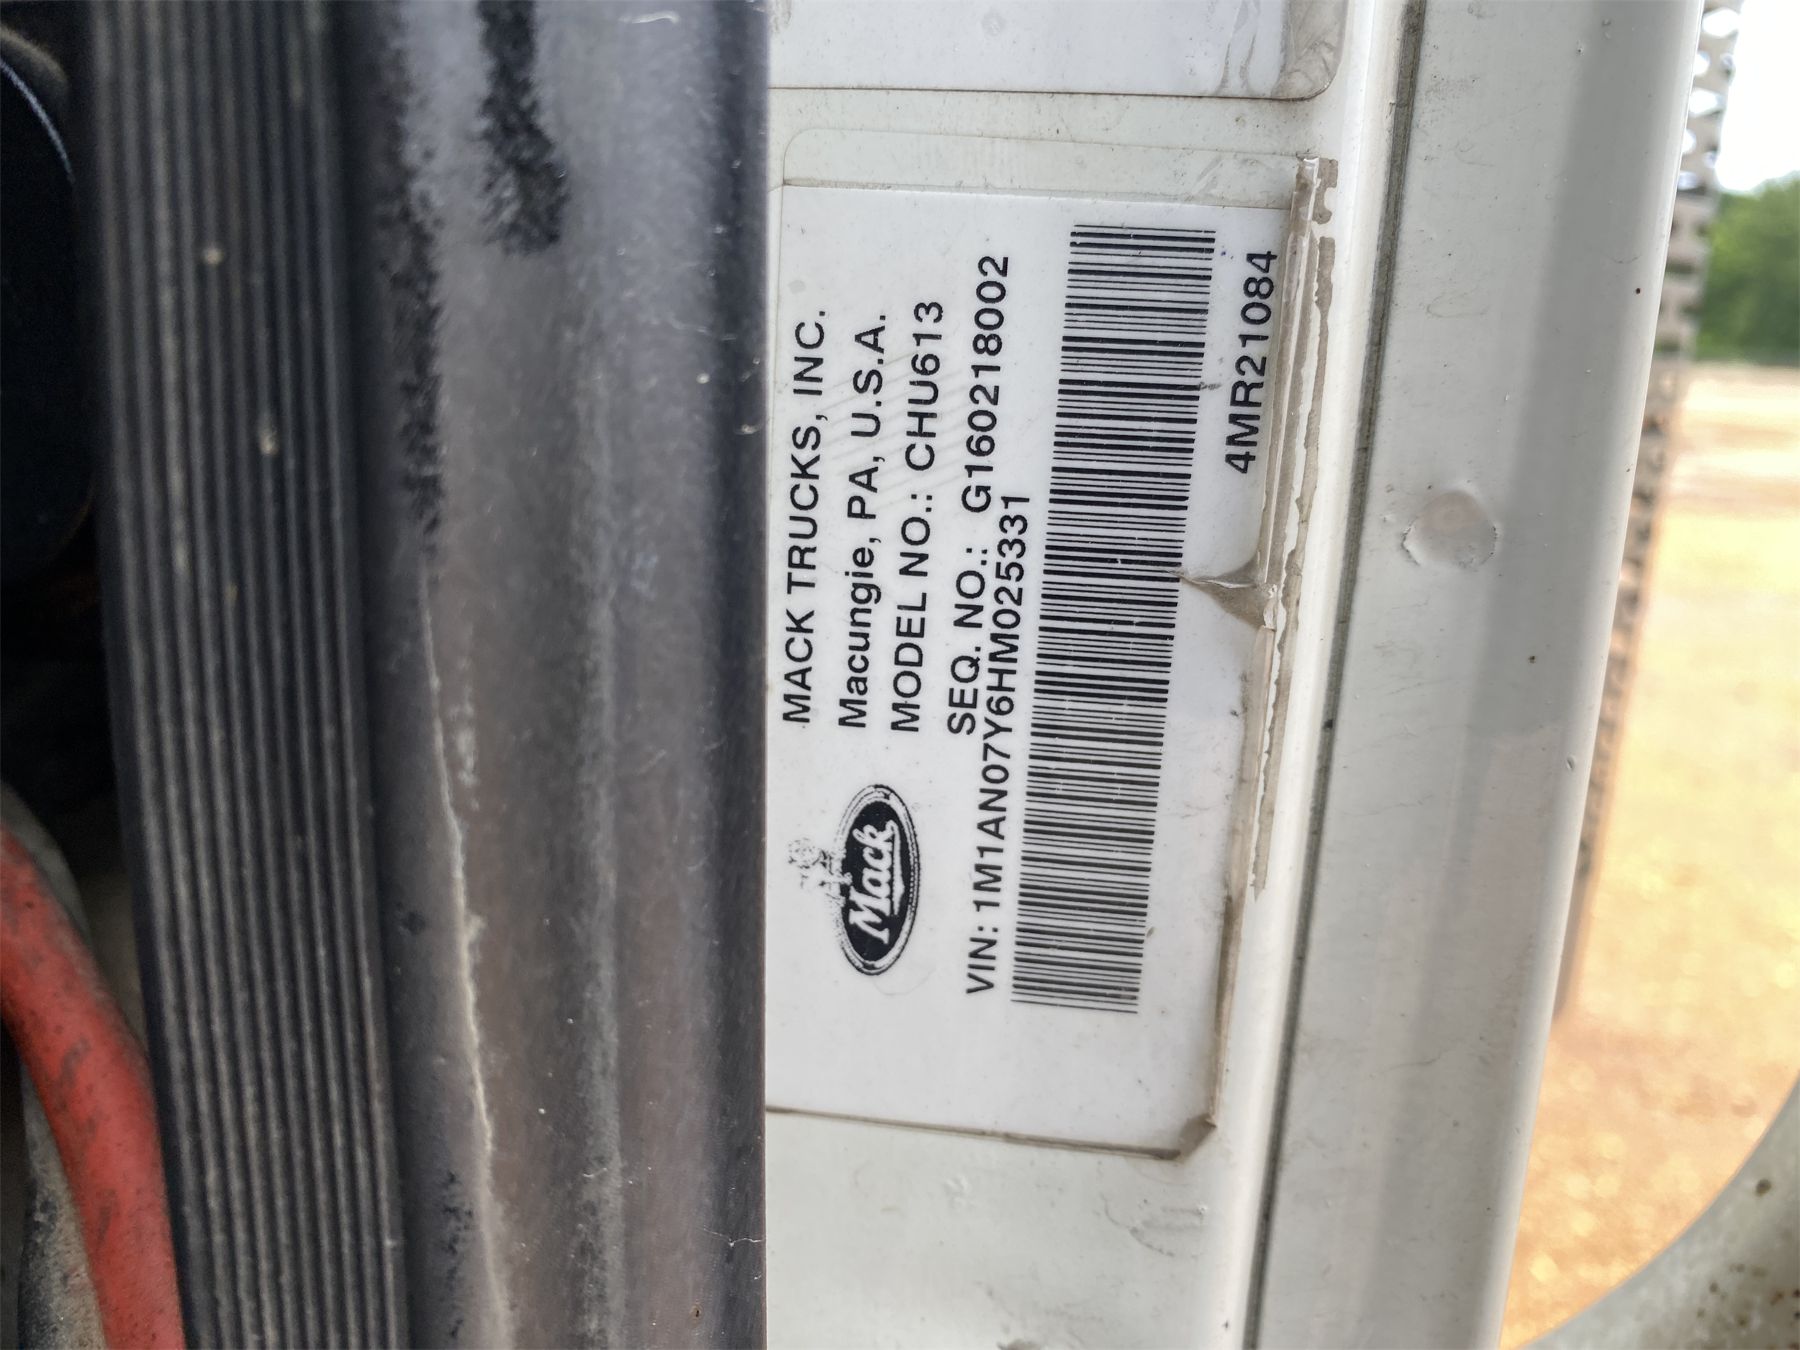 MACK TRUCKS, INC.
Macungie, PA, U.S.A.
MODEL NO.: CHU613
SEQ. NO.: G160218002
Mack
VIN: 1M1AN07Y6HM025331
4MR21084